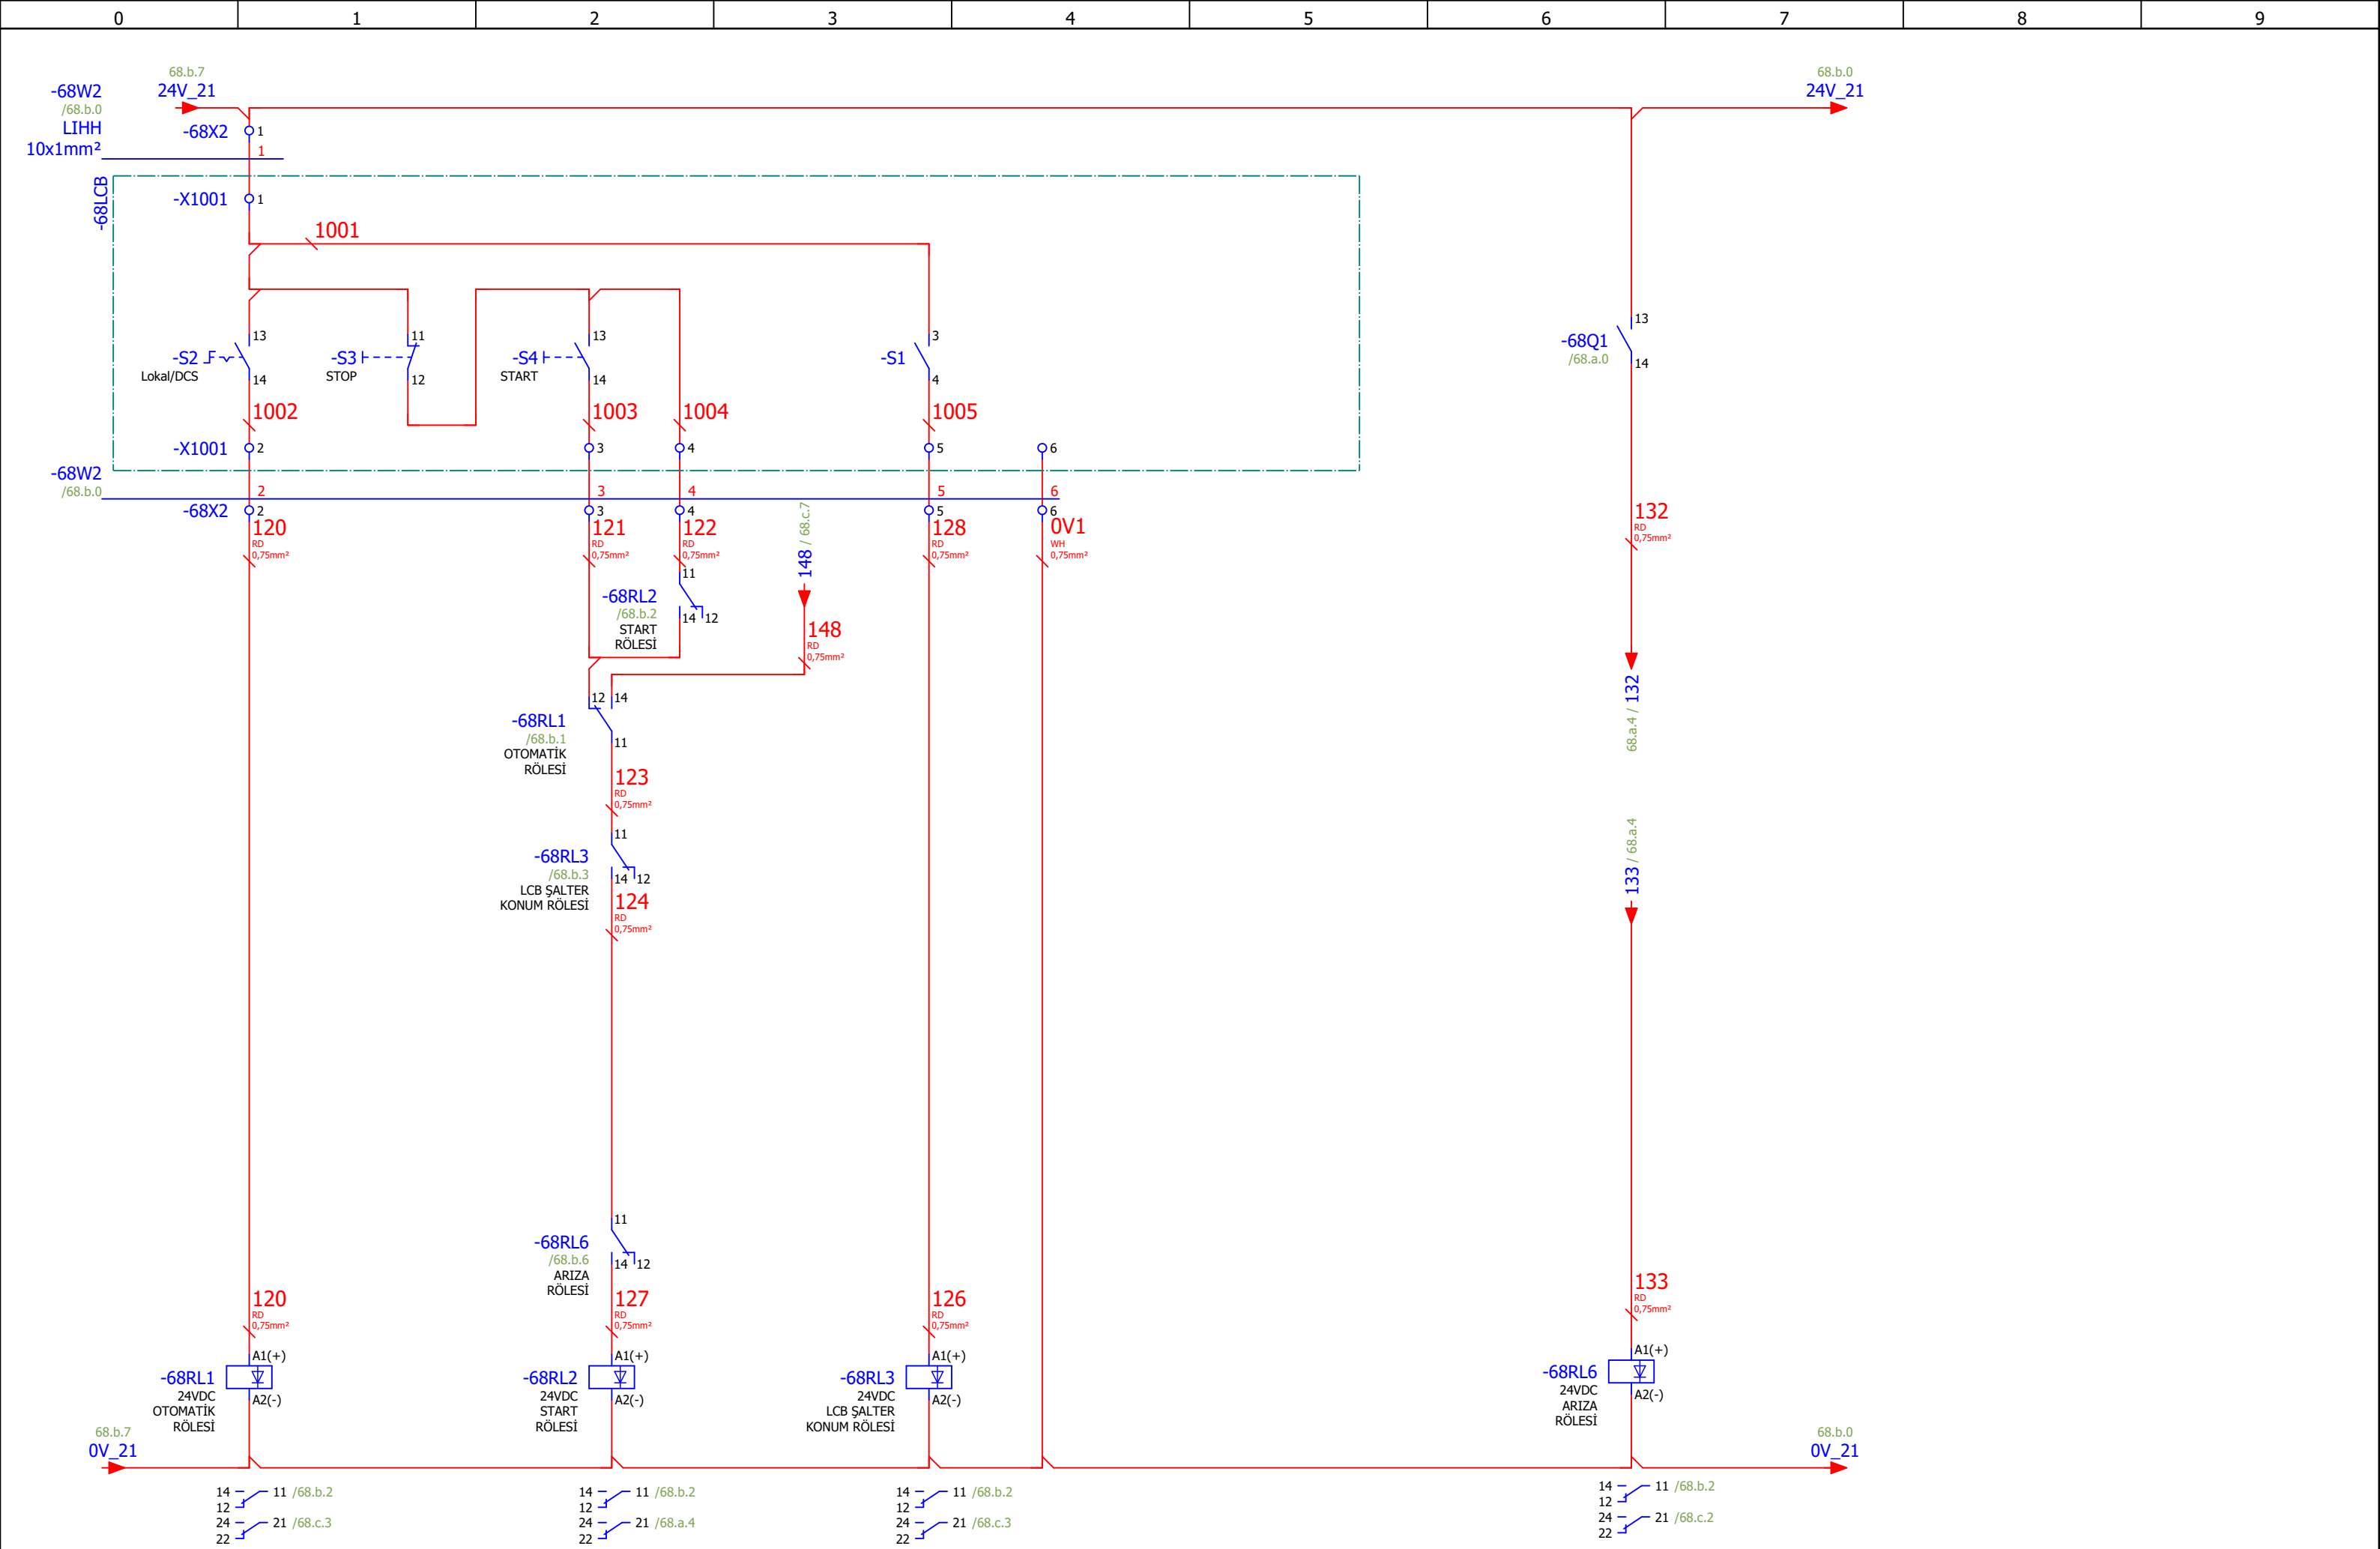 0 1 2 3 4 5 6 7 8 9
68.b.7
24V_21
-68W2
/68.b.0
LIHH
10x1mm²
-68X2 1
1
68.b.0
24V_21
-68LCB
-X1001 1
1001
-S2
Lokal/DCS
13
14
-S3
STOP
11
12
-S4
START
13
14
-S1
3
4
-68Q1
/68.a.0
13
14
1002
1003
1004
1005
-X1001 2 3 4 5 6
-68W2
/68.b.0
2 3 4 5 6
-68X2 2 3 4 5 6
120
RD
0,75mm²
121
RD
0,75mm²
122
RD
0,75mm²
148 / 68.c.7
128
RD
0,75mm²
0V1
WH
0,75mm²
132
RD
0,75mm²
-68RL2
/68.b.2
START
RÖLESİ
11
14 12
148
RD
0,75mm²
68.a.4 / 132
-68RL1
/68.b.1
OTOMATİK
RÖLESİ
12 14
11
123
RD
0,75mm²
-68RL3
/68.b.3
LCB ŞALTER
KONUM RÖLESİ
11
14 12
124
RD
0,75mm²
133 / 68.a.4
-68RL6
/68.b.6
ARIZA
RÖLESİ
11
14 12
120
RD
0,75mm²
127
RD
0,75mm²
126
RD
0,75mm²
133
RD
0,75mm²
-68RL1
24VDC
OTOMATİK
RÖLESİ
A1(+)
A2(-)
-68RL2
24VDC
START
RÖLESİ
A1(+)
A2(-)
-68RL3
24VDC
LCB ŞALTER
KONUM RÖLESİ
A1(+)
A2(-)
-68RL6
24VDC
ARIZA
RÖLESİ
A1(+)
A2(-)
68.b.7
0V_21
68.b.0
0V_21
14 11 /68.b.2
12
24 21 /68.c.3
22
14 11 /68.b.2
12
24 21 /68.a.4
22
14 11 /68.b.2
12
24 21 /68.c.3
22
14 11 /68.b.2
12
24 21 /68.c.2
22